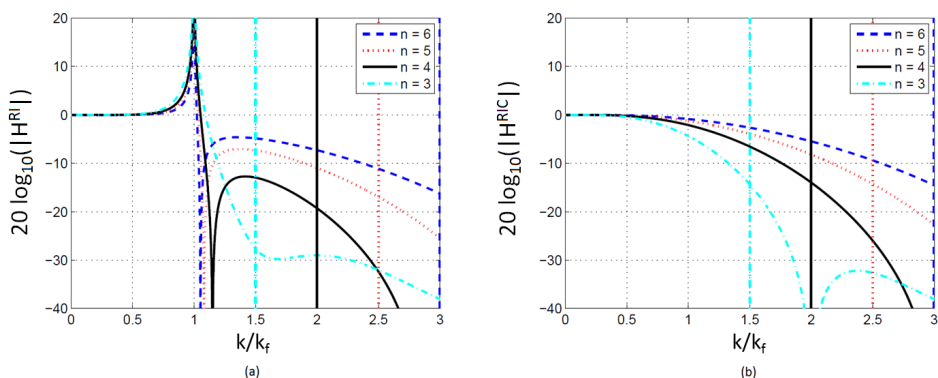 20 log10(|H^RI|)
20
10
0
−10
−20
−30
−40
0
0.5
1
1.5
2
2.5
3
k/kf
n = 6
n = 5
n = 4
n = 3
(a)
20 log10(|H^RIC|)
20
10
0
−10
−20
−30
−40
0
0.5
1
1.5
2
2.5
3
k/kf
n = 6
n = 5
n = 4
n = 3
(b)